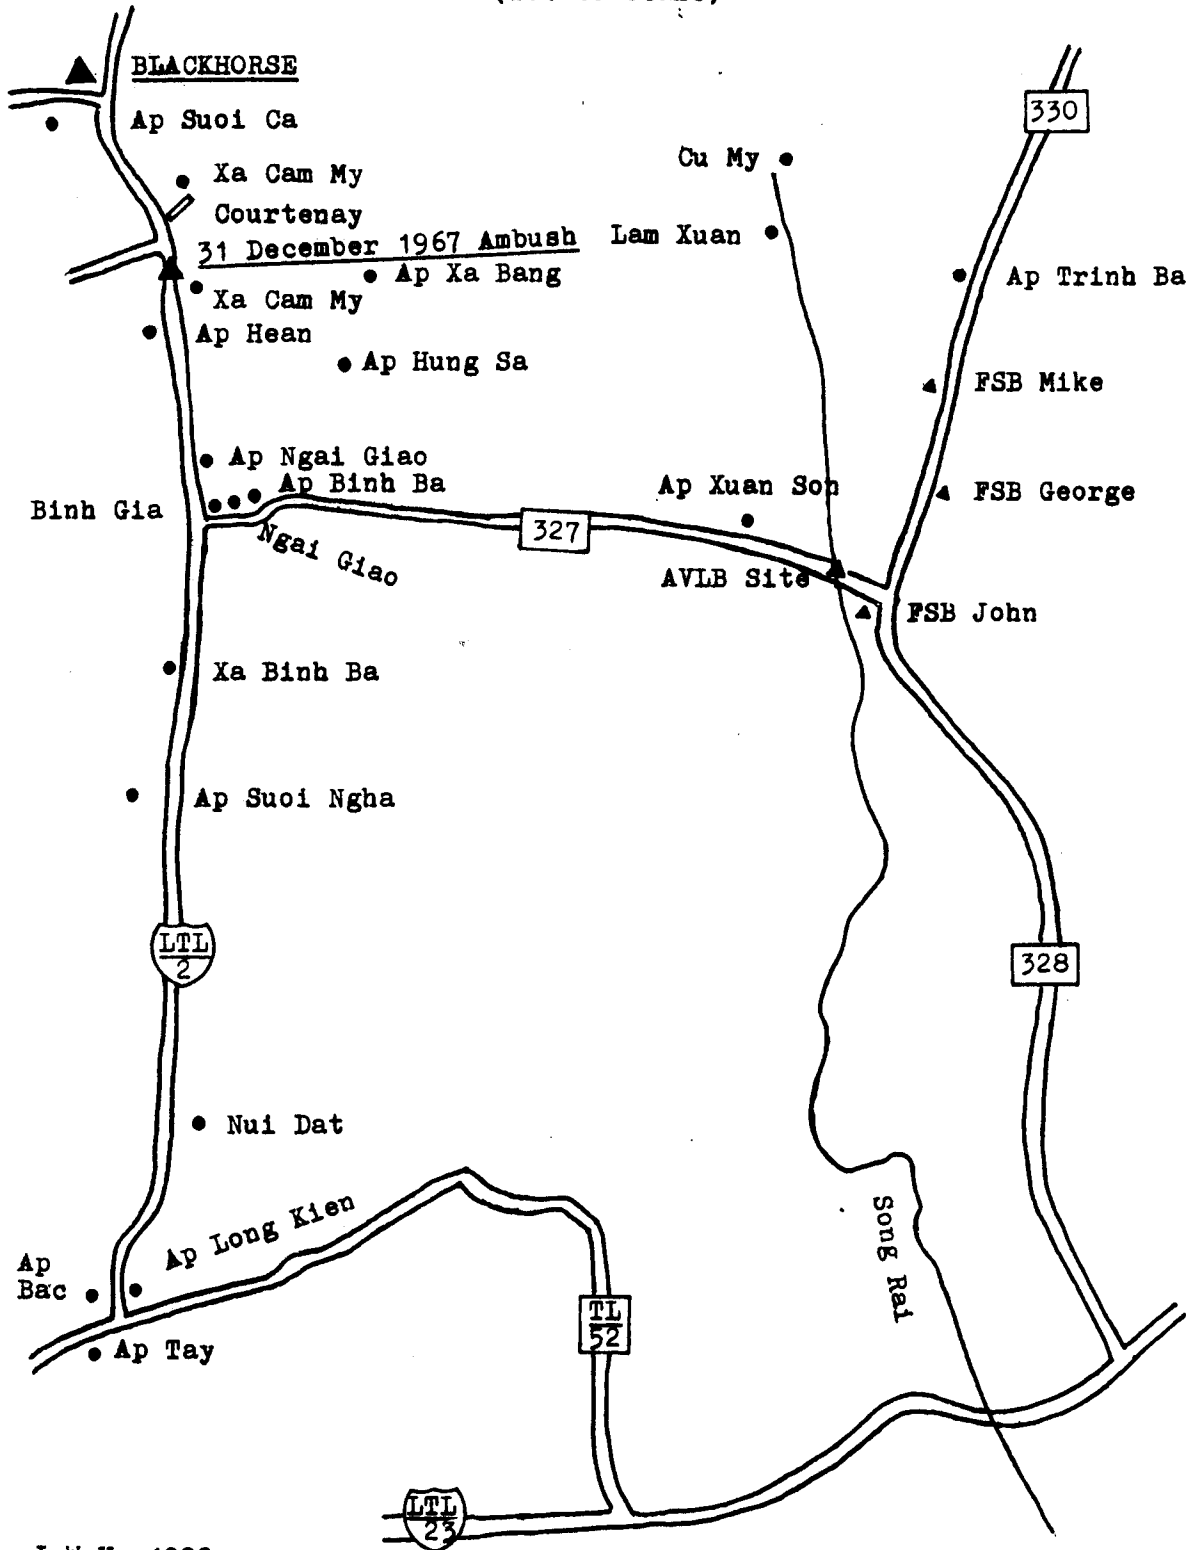 BLACKHORSE
330
Ap Suoi Ca
Cu My
Xa Cam My
Courtenay
Lam Xuan
31 December 1967 Ambush
Ap Xa Bang
Ap Trinh Ba
Xa Cam My
Ap Hean
Ap Hung Sa
FSB Mike
Ap Ngai Giao
Ap Binh Ba
Ap Xuan Son
FSB George
Binh Gia
327
Ngai Giao
AVLB Site
FSB John
Xa Binh Ba
Ap Suoi Ngha
LTL
2
328
Nui Dat
Ap Long Kien
Song Rai
Ap
Bac
TL
52
Ap Tay
LTL
23